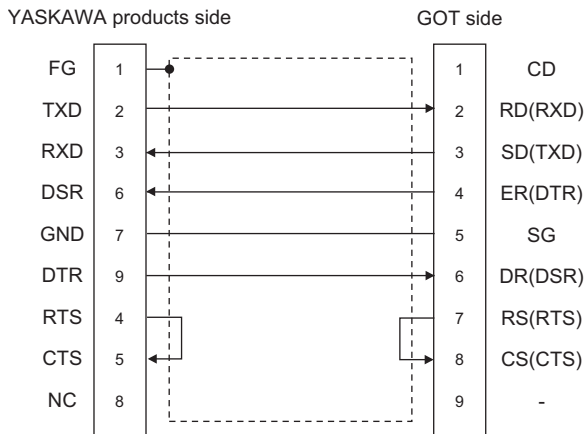 YASKAWA products side GOT side
FG 1 1 CD
TXD 2 2 RD(RXD)
RXD 3 3 SD(TXD)
DSR 6 4 ER(DTR)
GND 7 5 SG
DTR 9 6 DR(DSR)
RTS 4 7 RS(RTS)
CTS 5 8 CS(CTS)
NC 8 9 -